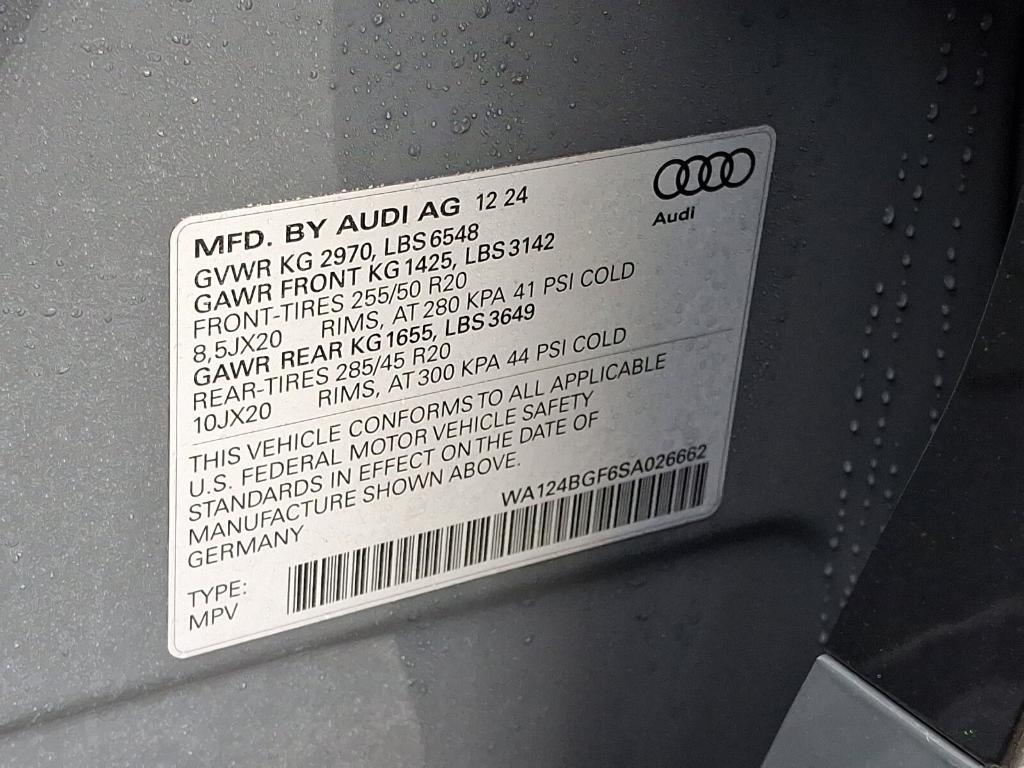 MFD. BY AUDI AG 12 24
Audi
GVWR KG 2970, LBS 6548
GAWR FRONT KG 1425, LBS 3142
FRONT-TIRES 255/50 R20
8,5JX20 RIMS, AT 280 KPA 41 PSI COLD
GAWR REAR KG 1655, LBS 3649
REAR-TIRES 285/45 R20
10JX20 RIMS, AT 300 KPA 44 PSI COLD
THIS VEHICLE CONFORMS TO ALL APPLICABLE
U.S. FEDERAL MOTOR VEHICLE SAFETY
STANDARDS IN EFFECT ON THE DATE OF
MANUFACTURE SHOWN ABOVE.
GERMANY
WA124BGF6SA026662
TYPE:
MPV